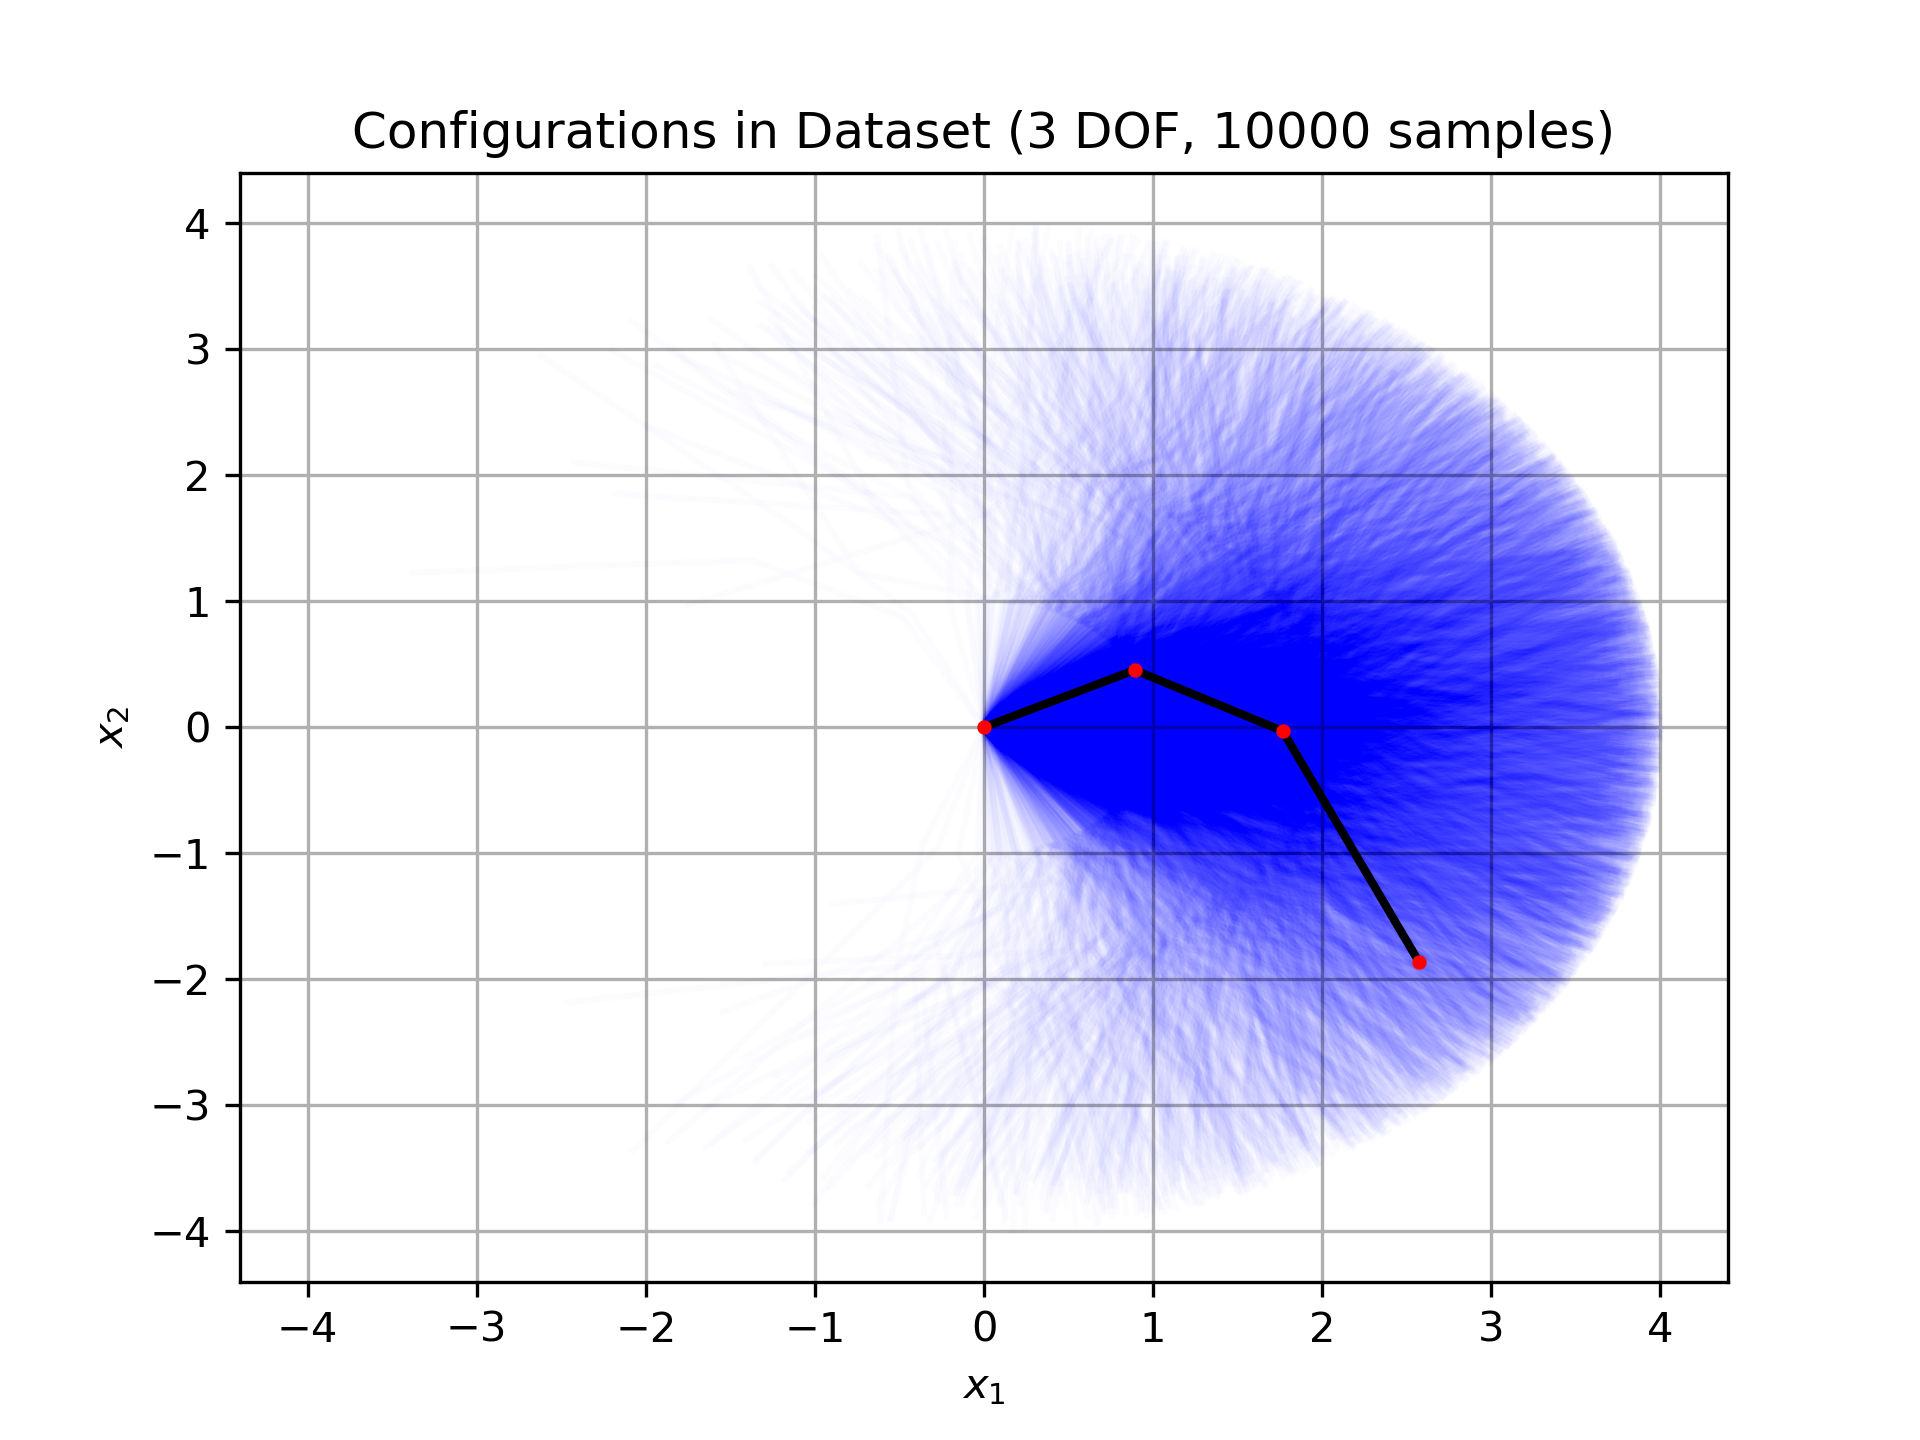 Configurations in Dataset (3 DOF, 10000 samples)
4
3
2
1
0
−1
−2
−3
−4
x₂
−4 −3 −2 −1 0 1 2 3 4
x₁